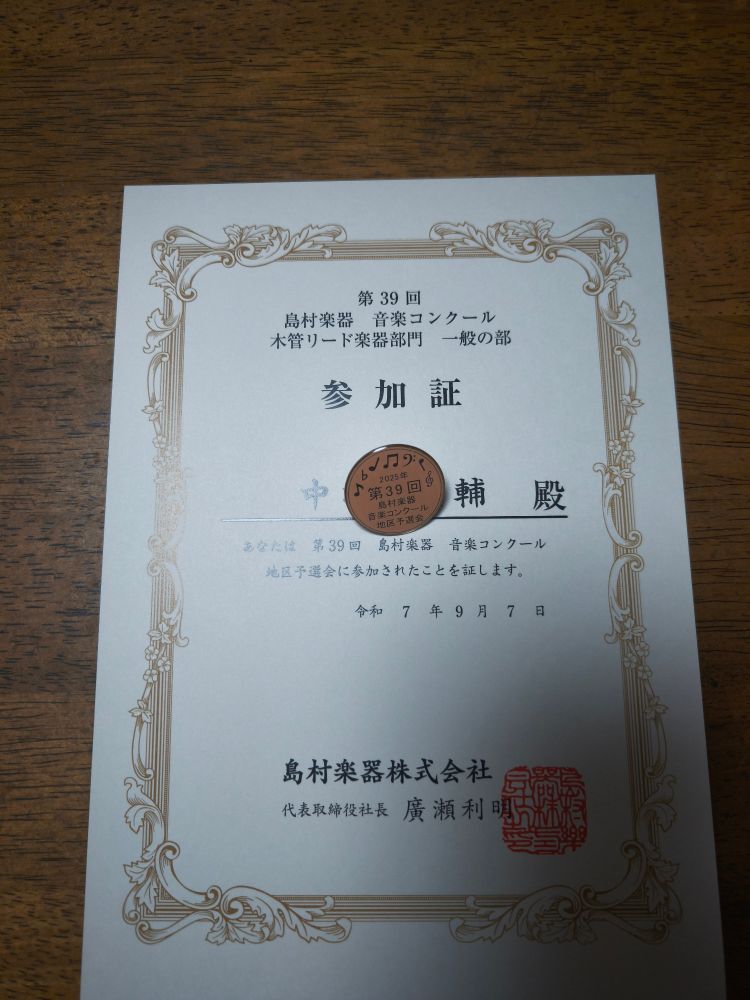 第 39 回
島村楽器　音楽コンクール
木管リード楽器部門　一般の部
参 加 証
中 輔 殿
2025年
第39回
島村楽器
音楽コンクール
地区予選会
あなたは　第39回　島村楽器　音楽コンクール
地区予選会に参加されたことを証します。
令和 7 年 9 月 7 日
島村楽器株式会社
代表取締役社長　廣瀬利明